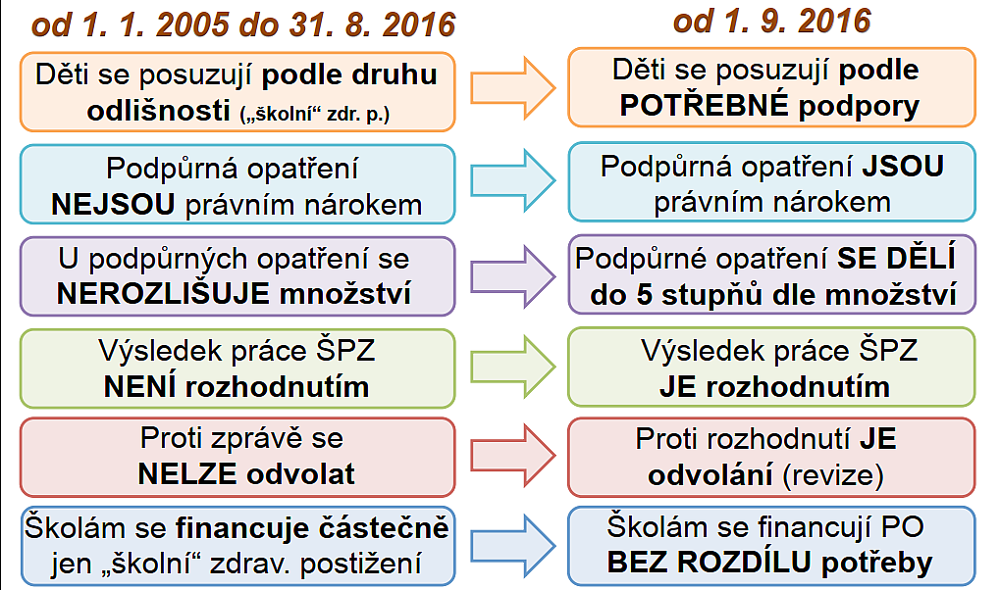 od 1. 1. 2005 do 31. 8. 2016
od 1. 9. 2016
Děti se posuzují podle druhu
odlišnosti („školní“ zdr. p.)
Děti se posuzují podle
POTŘEBNÉ podpory
Podpůrná opatření
NEJSOU právním nárokem
Podpůrná opatření JSOU
právním nárokem
U podpůrných opatření se
NEROZLIŠUJE množství
Podpůrné opatření SE DĚLÍ
do 5 stupňů dle množství
Výsledek práce ŠPZ
NENÍ rozhodnutím
Výsledek práce ŠPZ
JE rozhodnutím
Proti zprávě se
NELZE odvolat
Proti rozhodnutí JE
odvolání (revize)
Školám se financuje částečně
jen „školní“ zdrav. postižení
Školám se financují PO
BEZ ROZDÍLU potřeby